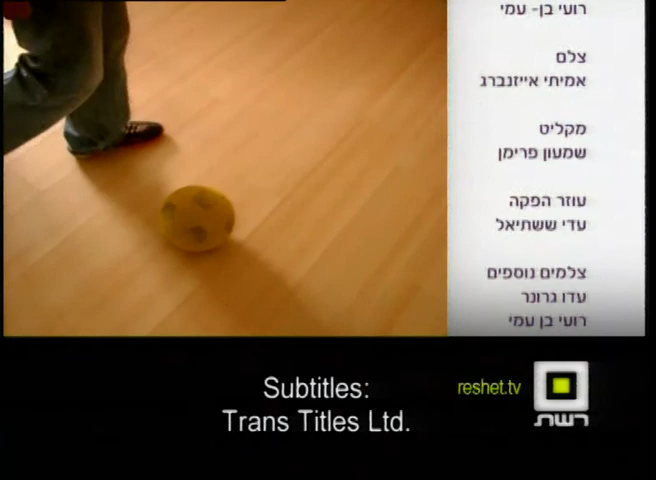 רועי בן- עמי
צלם
אמיתי אייזנברג
מקליט
שמעון פרימן
עוזר הפקה
עדי ששתיאל
צלמים נוספים
עדו גרונר
רועי בן עמי
Subtitles:
Trans Titles Ltd.
reshet.tv
רשת